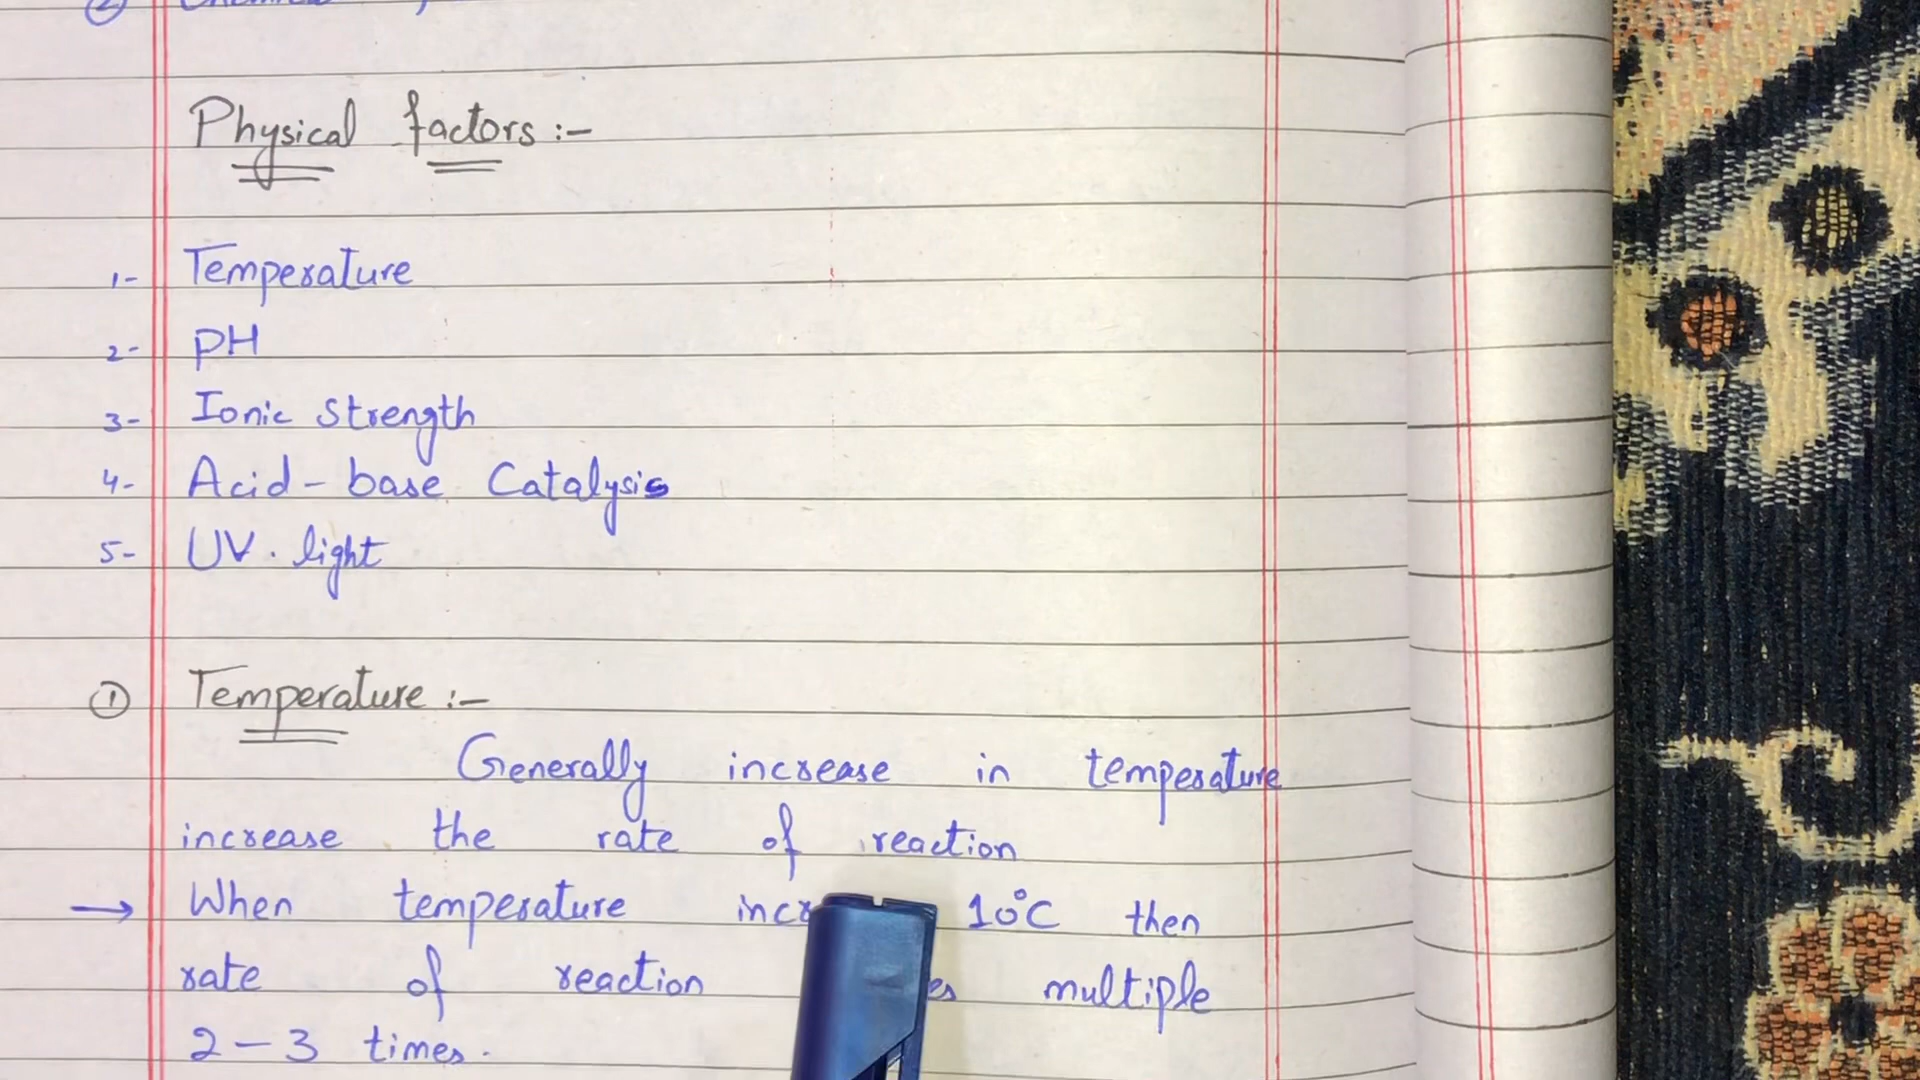 Physical factors :-
1- Temperature
2- PH
3- Ionic Strength
4- Acid-base Catalysis
5- UV. light
① Temperature :-
Generally increase in temperature
increase the rate of reaction
→ When temperature 10°C then
rate of reaction multiple
2-3 times.